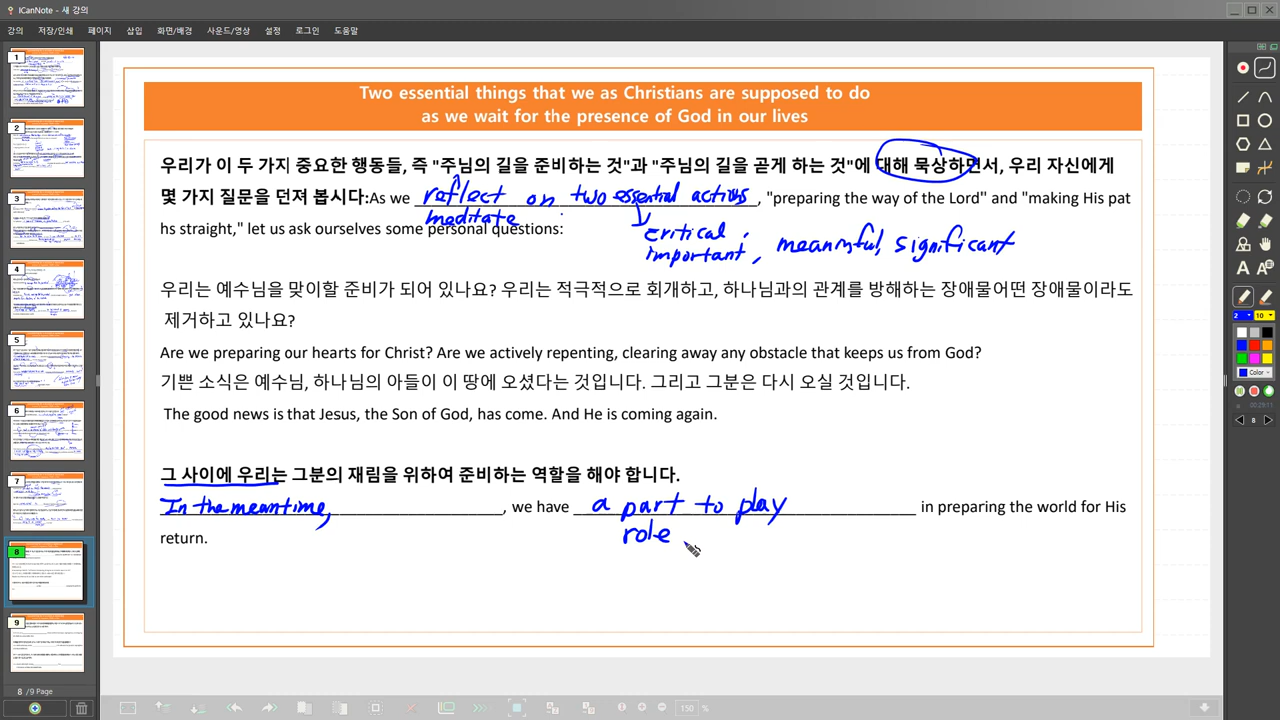 ICanNote - 새 강의
강의 저장/인쇄 페이지 삽입 화면/배경 사운드/영상 설정 로그인 도움말
Two essential things that we as Christians are supposed to do
as we wait for the presence of God in our lives
우리가 이 두 가지 중요한 행동들, 즉 "주님의 길을 준비하는 것"과 "주님의 길을 곧게 하는 것"에 대해 묵상하면서, 우리 자신에게
몇 가지 질문을 던져 봅시다:As we reflect on two essential actions, "preparing the way of the Lord" and "making His pat
meditate
hs straight," let us ask ourselves some personal questions:
critical,
important, meaningful, significant
우리는 예수님을 맞이할 준비가 되어 있나요? 우리는 적극적으로 회개하고, 하나님과의 관계를 방해하는 장애물어떤 장애물이라도
제거하고 있나요?
Are we preparing our hearts for Christ? Are we actively repenting, clearing away any obstacle that keeps us from God?
기쁜 소식은 예수님, 하나님의 아들이 이 땅에 오셨다는 것입니다. 그리고 그분은 다시 오실 것입니다.
The good news is that Jesus, the Son of God, has come. And He is coming again.
그 사이에 우리는 그분의 재림을 위하여 준비하는 역할을 해야 합니다.
In the meantime, , we have a part to play in preparing the world for His
role
return.
1
2
3
4
5
6
7
8
9
8 /9 Page
150 %
2 10
Color
Color
8